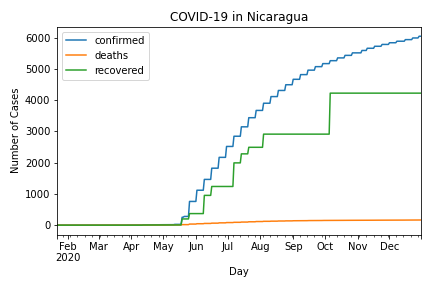 COVID-19 in Nicaragua
confirmed
deaths
recovered
Number of Cases
6000
5000
4000
3000
2000
1000
0
Feb Mar Apr May Jun Jul Aug Sep Oct Nov Dec
2020
Day